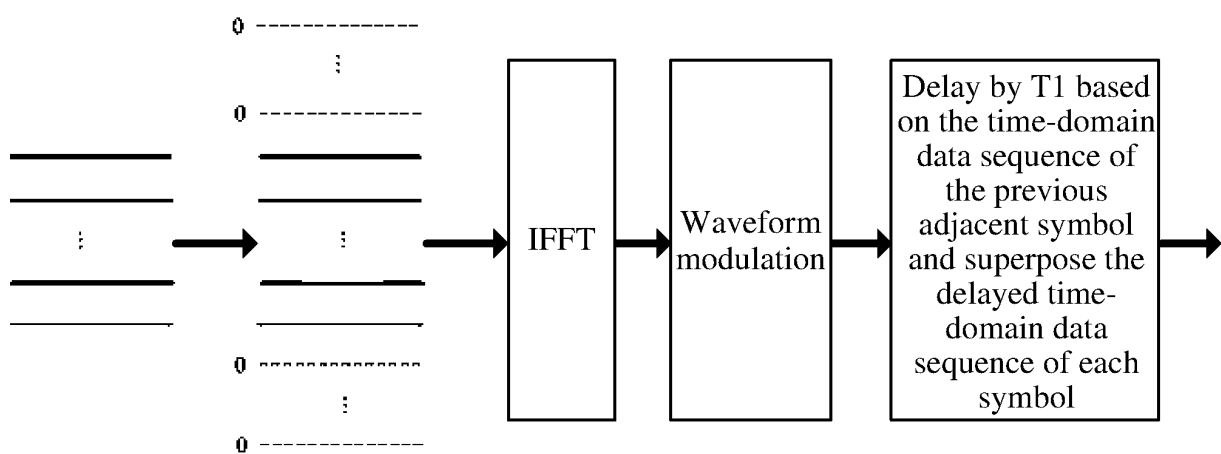 0
0
IFFT
Waveform
modulation
Delay by T1 based
on the time-domain
data sequence of
the previous
adjacent symbol
and superpose the
delayed time-
domain data
sequence of each
symbol
0
0